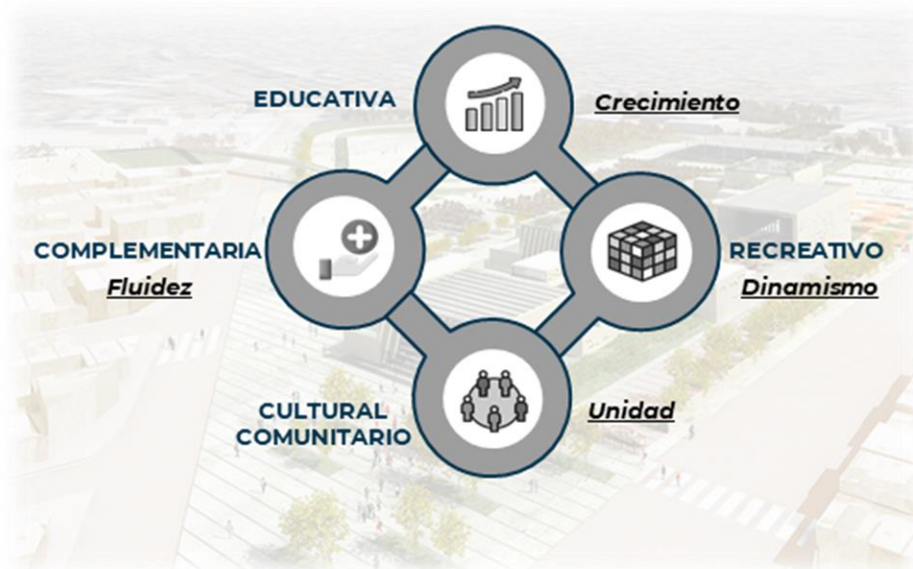 EDUCATIVA
Crecimiento
COMPLEMENTARIA
Fluidez
RECREATIVO
Dinamismo
CULTURAL
COMUNITARIO
Unidad